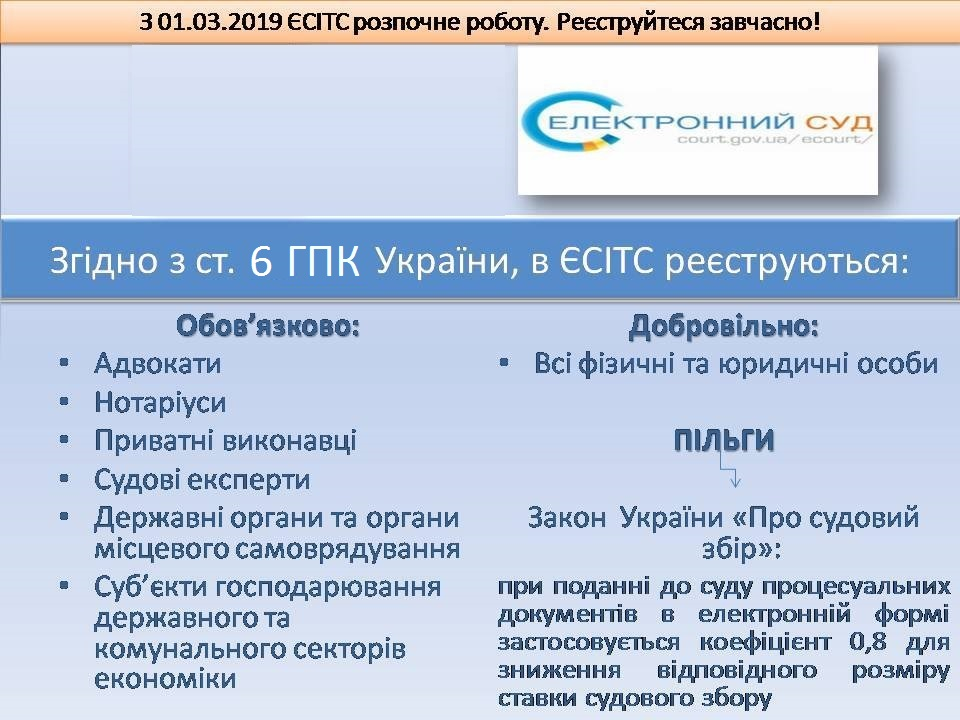 З 01.03.2019 ЄСІТС розпочне роботу. Реєструйтеся завчасно!
ЕЛЕКТРОННИЙ СУД
court.gov.ua/ecourt/
Згідно з ст. 6 ГПК України, в ЄСІТС реєструються:
Обов’язково:
• Адвокати
• Нотаріуси
• Приватні виконавці
• Судові експерти
• Державні органи та органи
місцевого самоврядування
• Суб’єкти господарювання
державного та
комунального секторів
економіки
Добровільно:
• Всі фізичні та юридичні особи
ПІЛЬГИ
Закон України «Про судовий
збір»:
при поданні до суду процесуальних
документів в електронній формі
застосовується коефіцієнт 0,8 для
зниження відповідного розміру
ставки судового збору